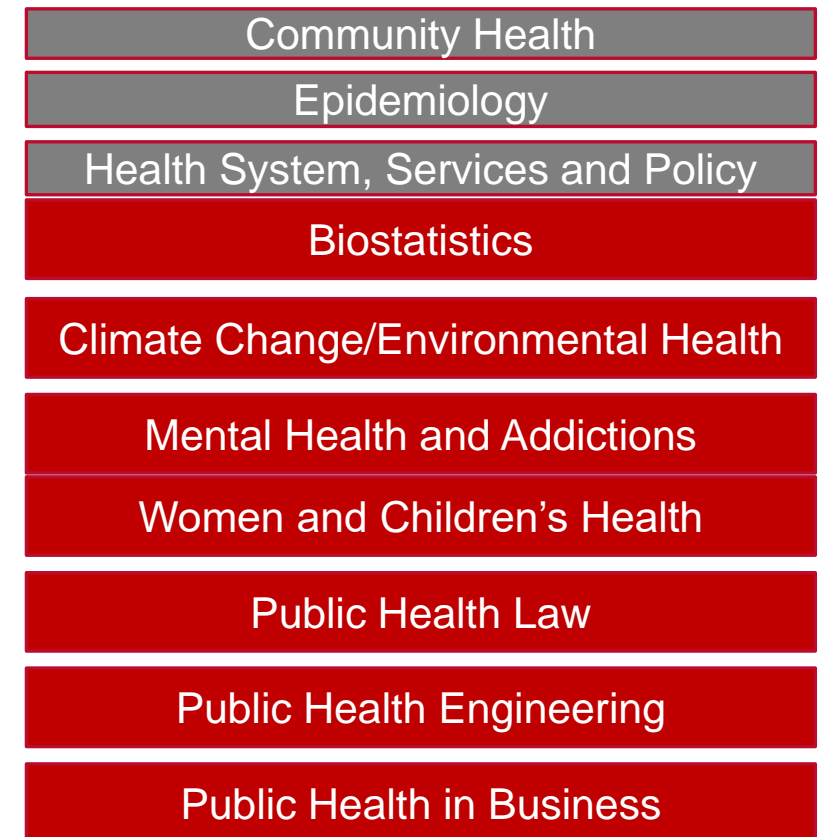 Community Health
Epidemiology
Health System, Services and Policy
Biostatistics
Climate Change/Environmental Health
Mental Health and Addictions
Women and Children’s Health
Public Health Law
Public Health Engineering
Public Health in Business